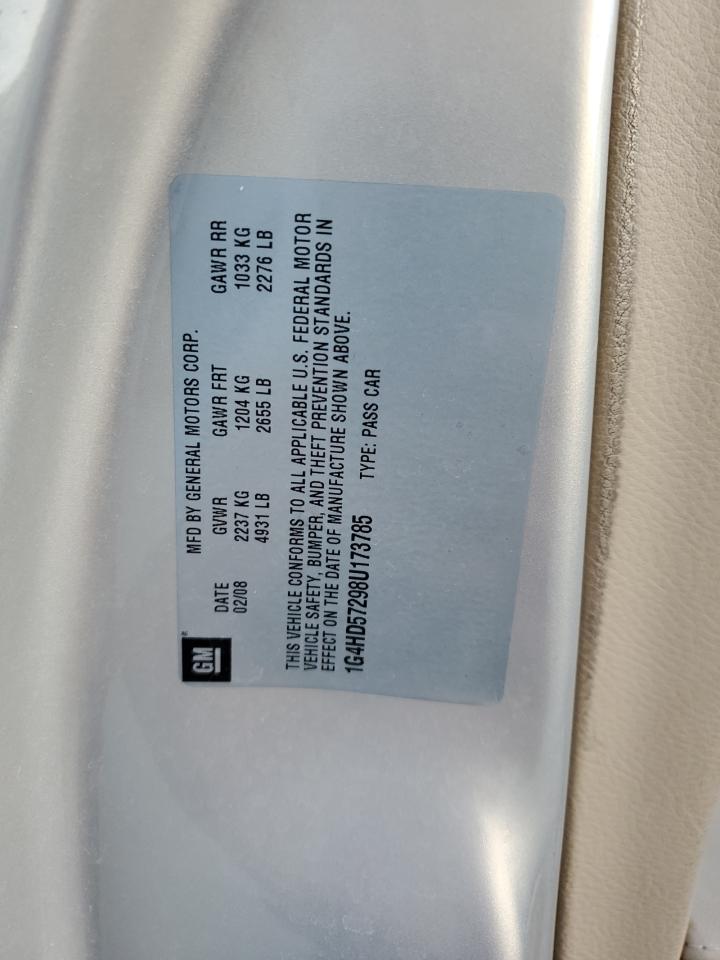 GM®
MFD BY GENERAL MOTORS CORP.
DATE GVWR GAWR FRT GAWR RR
02/08 2237 KG 1204 KG 1033 KG
4931 LB 2655 LB 2276 LB
THIS VEHICLE CONFORMS TO ALL APPLICABLE U.S. FEDERAL MOTOR
VEHICLE SAFETY, BUMPER, AND THEFT PREVENTION STANDARDS IN
EFFECT ON THE DATE OF MANUFACTURE SHOWN ABOVE.
1G4HD57298U173785 TYPE: PASS CAR